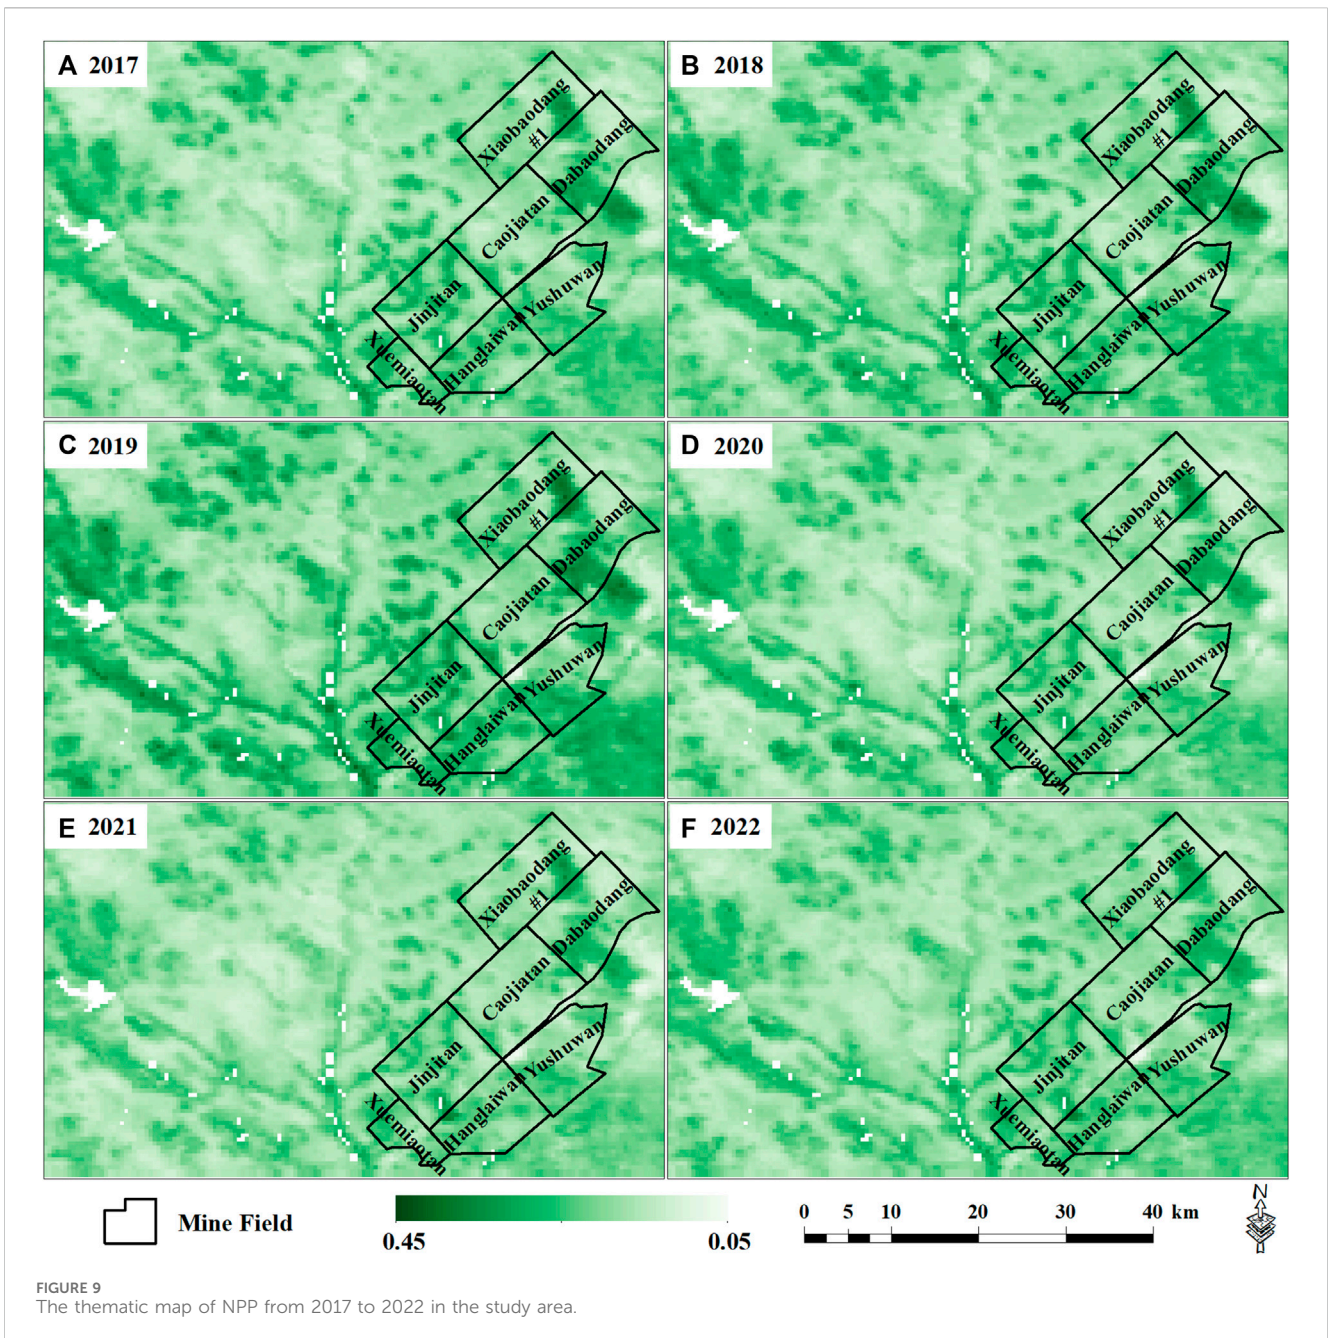 A 2017
Xiaobaodang
#1
Dabaodang
Caojiatan
Yushuwan
Jinjitan
Hanglaiwan
Xuemiaotan
B 2018
Xiaobaodang
#1
Dabaodang
Caojiatan
Yushuwan
Jinjitan
Hanglaiwan
Xuemiaotan
C 2019
Xiaobaodang
#1
Dabaodang
Caojiatan
Yushuwan
Jinjitan
Hanglaiwan
Xuemiaotan
D 2020
Xiaobaodang
#1
Dabaodang
Caojiatan
Yushuwan
Jinjitan
Hanglaiwan
Xuemiaotan
E 2021
Xiaobaodang
#1
Dabaodang
Caojiatan
Yushuwan
Jinjitan
Hanglaiwan
Xuemiaotan
F 2022
Xiaobaodang
#1
Dabaodang
Caojiatan
Yushuwan
Jinjitan
Hanglaiwan
Xuemiaotan
Mine Field
0.45 0.05
0 5 10 20 30 40 km
N
FIGURE 9
The thematic map of NPP from 2017 to 2022 in the study area.